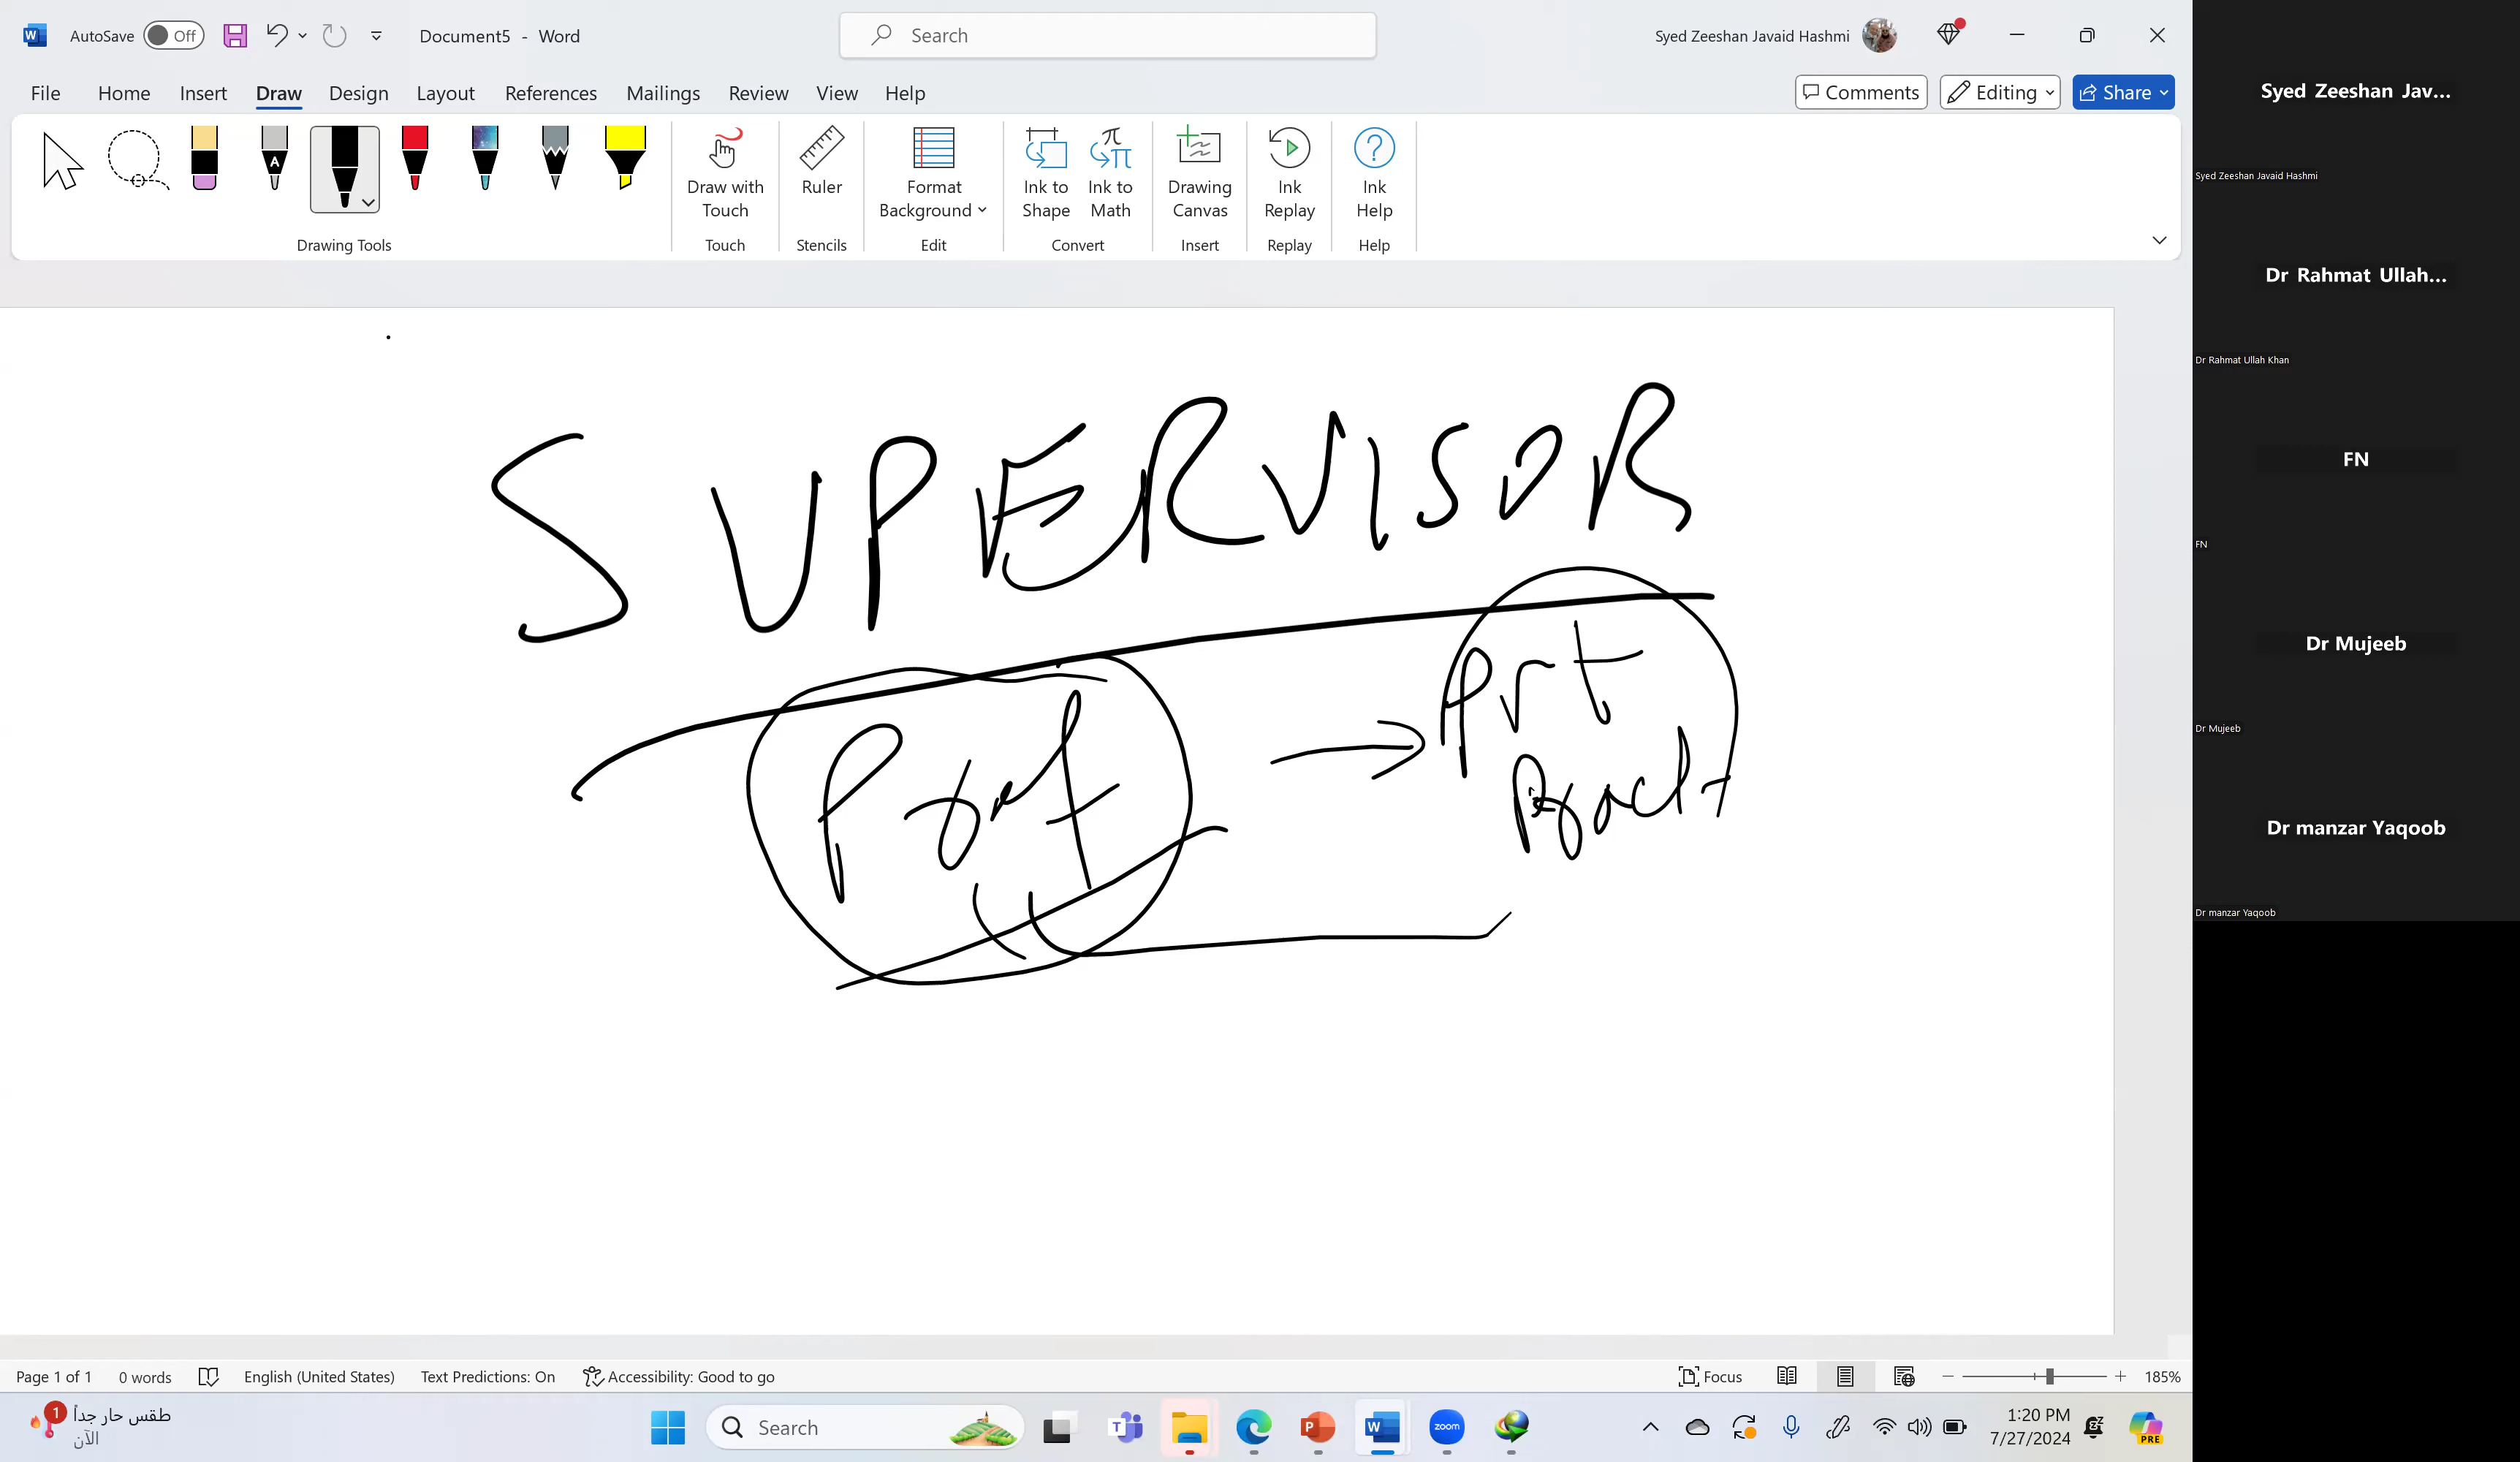 AutoSave Off Document5 - Word Search Syed Zeeshan Javaid Hashmi
File Home Insert Draw Design Layout References Mailings Review View Help Comments Editing Share
A
Draw with Touch
Ruler
Format Background
Ink to Shape
Ink to Math
Drawing Canvas
Ink Replay
Ink Help
Drawing Tools Touch Stencils Edit Convert Insert Replay Help
SUPERVISOR
Syed Zeeshan Jav...
Syed Zeeshan Javaid Hashmi
Dr Rahmat Ullah...
Dr Rahmat Ullah Khan
FN
FN
Dr Mujeeb
Dr Mujeeb
Dr manzar Yaqoob
Dr manzar Yaqoob
Page 1 of 1 0 words English (United States) Text Predictions: On Accessibility: Good to go Focus 185%
1 طقس حار جداً
الآن
Search
zoom
1:20 PM
7/27/2024
PRE